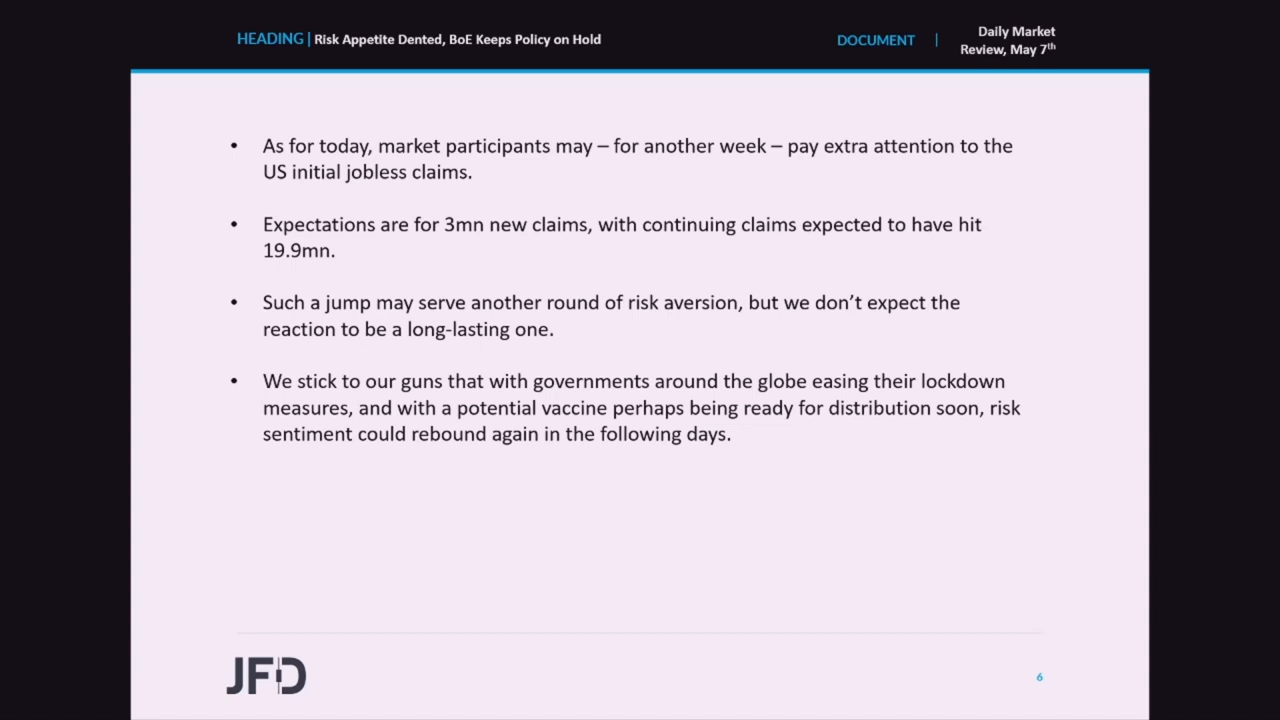 HEADING | Risk Appetite Dented, BoE Keeps Policy on Hold
DOCUMENT |
Daily Market
Review, May 7th
• As for today, market participants may – for another week – pay extra attention to the
US initial jobless claims.
• Expectations are for 3mn new claims, with continuing claims expected to have hit
19.9mn.
• Such a jump may serve another round of risk aversion, but we don’t expect the
reaction to be a long-lasting one.
• We stick to our guns that with governments around the globe easing their lockdown
measures, and with a potential vaccine perhaps being ready for distribution soon, risk
sentiment could rebound again in the following days.
JFD
6